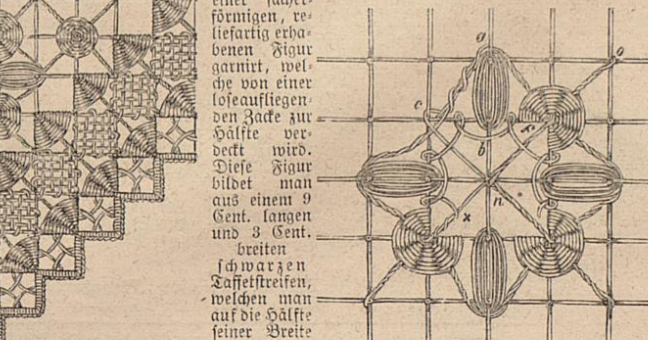 einer fächer⸗
förmigen, re⸗
liefartig erha⸗
benen Figur
garnirt, wel⸗
che von einer
loseaufliegen⸗
den Zacke zur
Hälfte ver⸗
deckt wird.
Diese Figur
bildet man
aus einem 9
Cent. langen
und 3 Cent.
breiten
schwarzen
Taffetstreifen,
welchen man
auf die Hälfte
seiner Breite
a
o
c
b
n
x